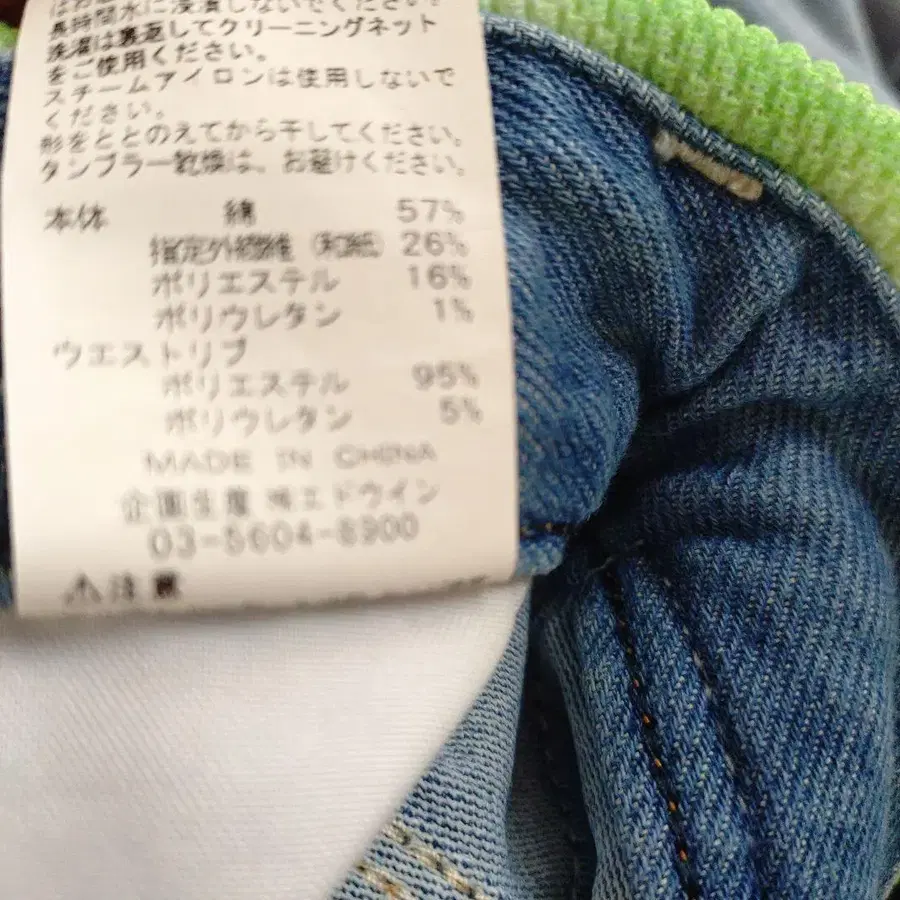 長時間水に浸漬しないでください。
洗濯は裏返してクリーニングネット
をご使用ください。
スチームアイロンは使用しないで
ください。
形をととのえてから干してください。
タンブラー乾燥は、お避けください。
本体 綿 57%
指定外繊維(和紙) 26%
ポリエステル 16%
ポリウレタン 1%
ウエストリブ
ポリエステル 95%
ポリウレタン 5%
MADE IN CHINA
企画生産 ㈱エドウイン
03-5604-8900
⚠注意